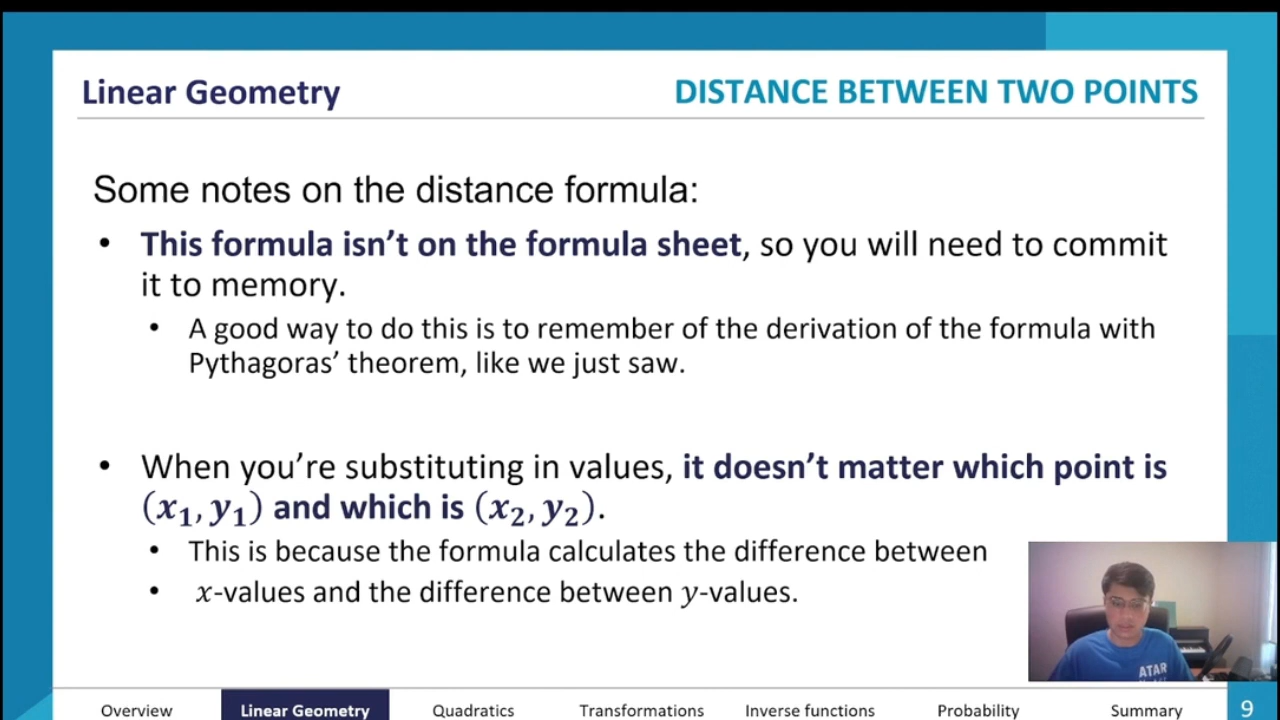 Linear Geometry
DISTANCE BETWEEN TWO POINTS
Some notes on the distance formula:
• This formula isn't on the formula sheet, so you will need to commit
it to memory.
• A good way to do this is to remember of the derivation of the formula with
Pythagoras' theorem, like we just saw.
• When you're substituting in values, it doesn't matter which point is
(x₁, y₁) and which is (x₂, y₂).
• This is because the formula calculates the difference between
• x-values and the difference between y-values.
ATAR
Overview Linear Geometry Quadratics Transformations Inverse functions Probability Summary 9